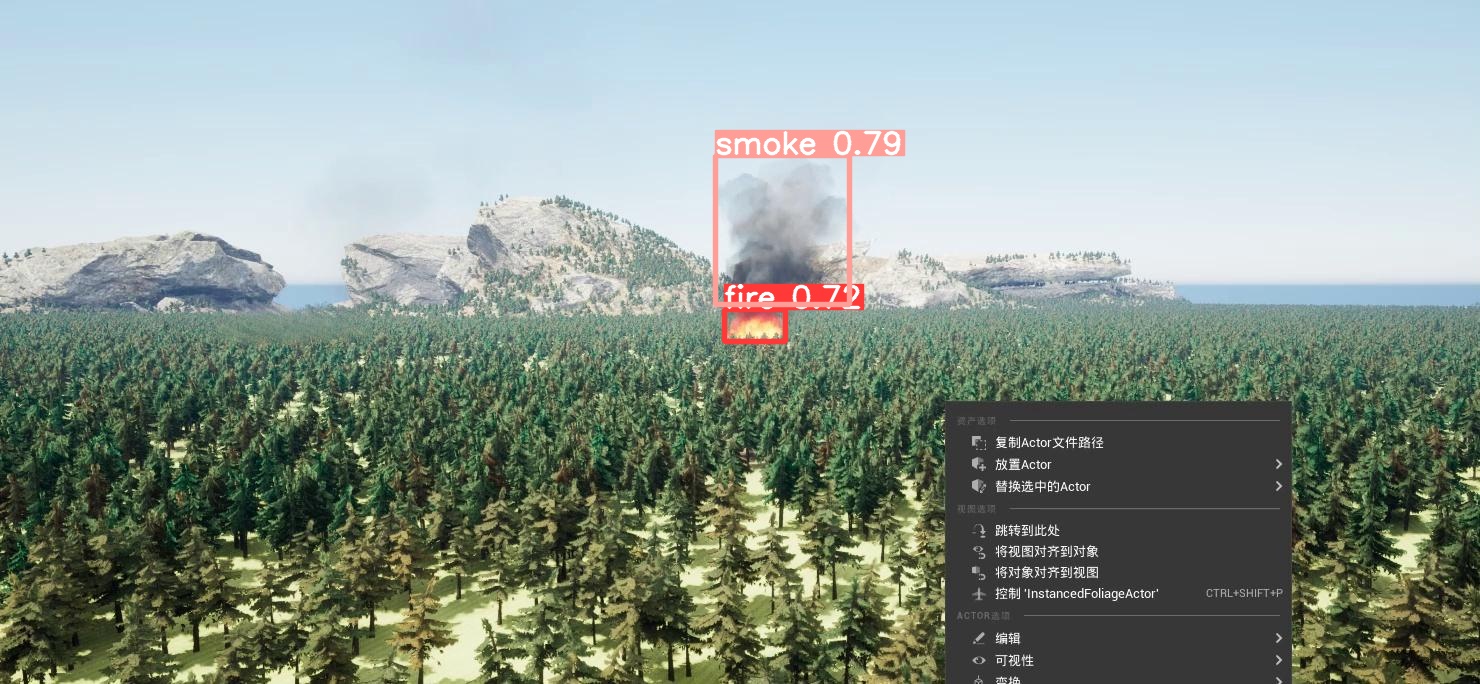 smoke 0.79
fire 0.72
资产选项
复制Actor文件路径
放置Actor
替换选中的Actor
视图选项
跳转到此处
将视图对齐到对象
将对象对齐到视图
控制 'InstancedFoliageActor' CTRL+SHIFT+P
ACTOR选项
编辑
可视性
变换